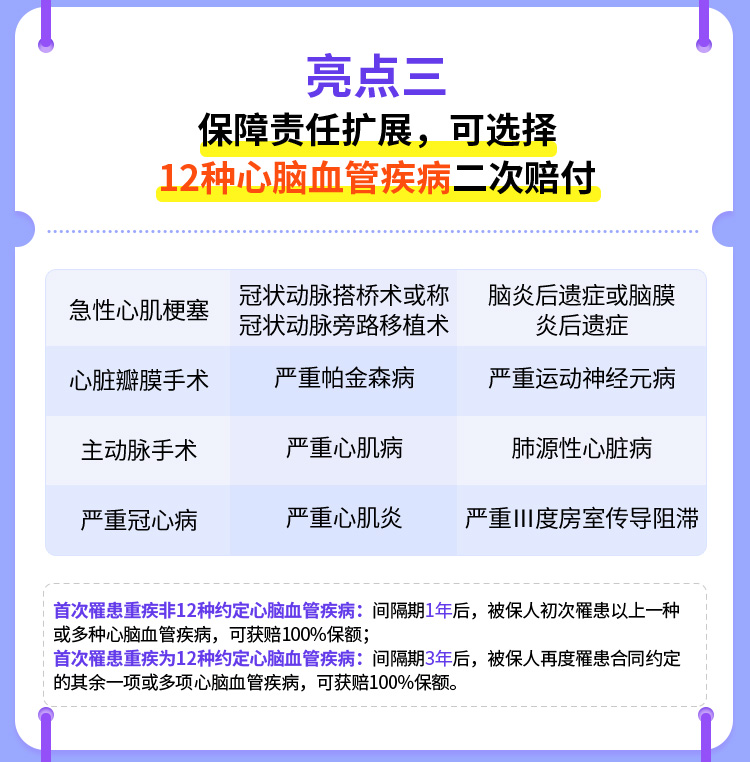 亮点三
保障责任扩展，可选择
12种心脑血管疾病二次赔付
急性心肌梗塞
冠状动脉搭桥术或称
冠状动脉旁路移植术
脑炎后遗症或脑膜
炎后遗症
心脏瓣膜手术
严重帕金森病
严重运动神经元病
主动脉手术
严重心肌病
肺源性心脏病
严重冠心病
严重心肌炎
严重III度房室传导阻滞
首次罹患重疾非12种约定心脑血管疾病：间隔期1年后，被保人初次罹患以上一种
或多种心脑血管疾病，可获赔100%保额；
首次罹患重疾为12种约定心脑血管疾病：间隔期3年后，被保人再度罹患合同约定
的其余一项或多项心脑血管疾病，可获赔100%保额。